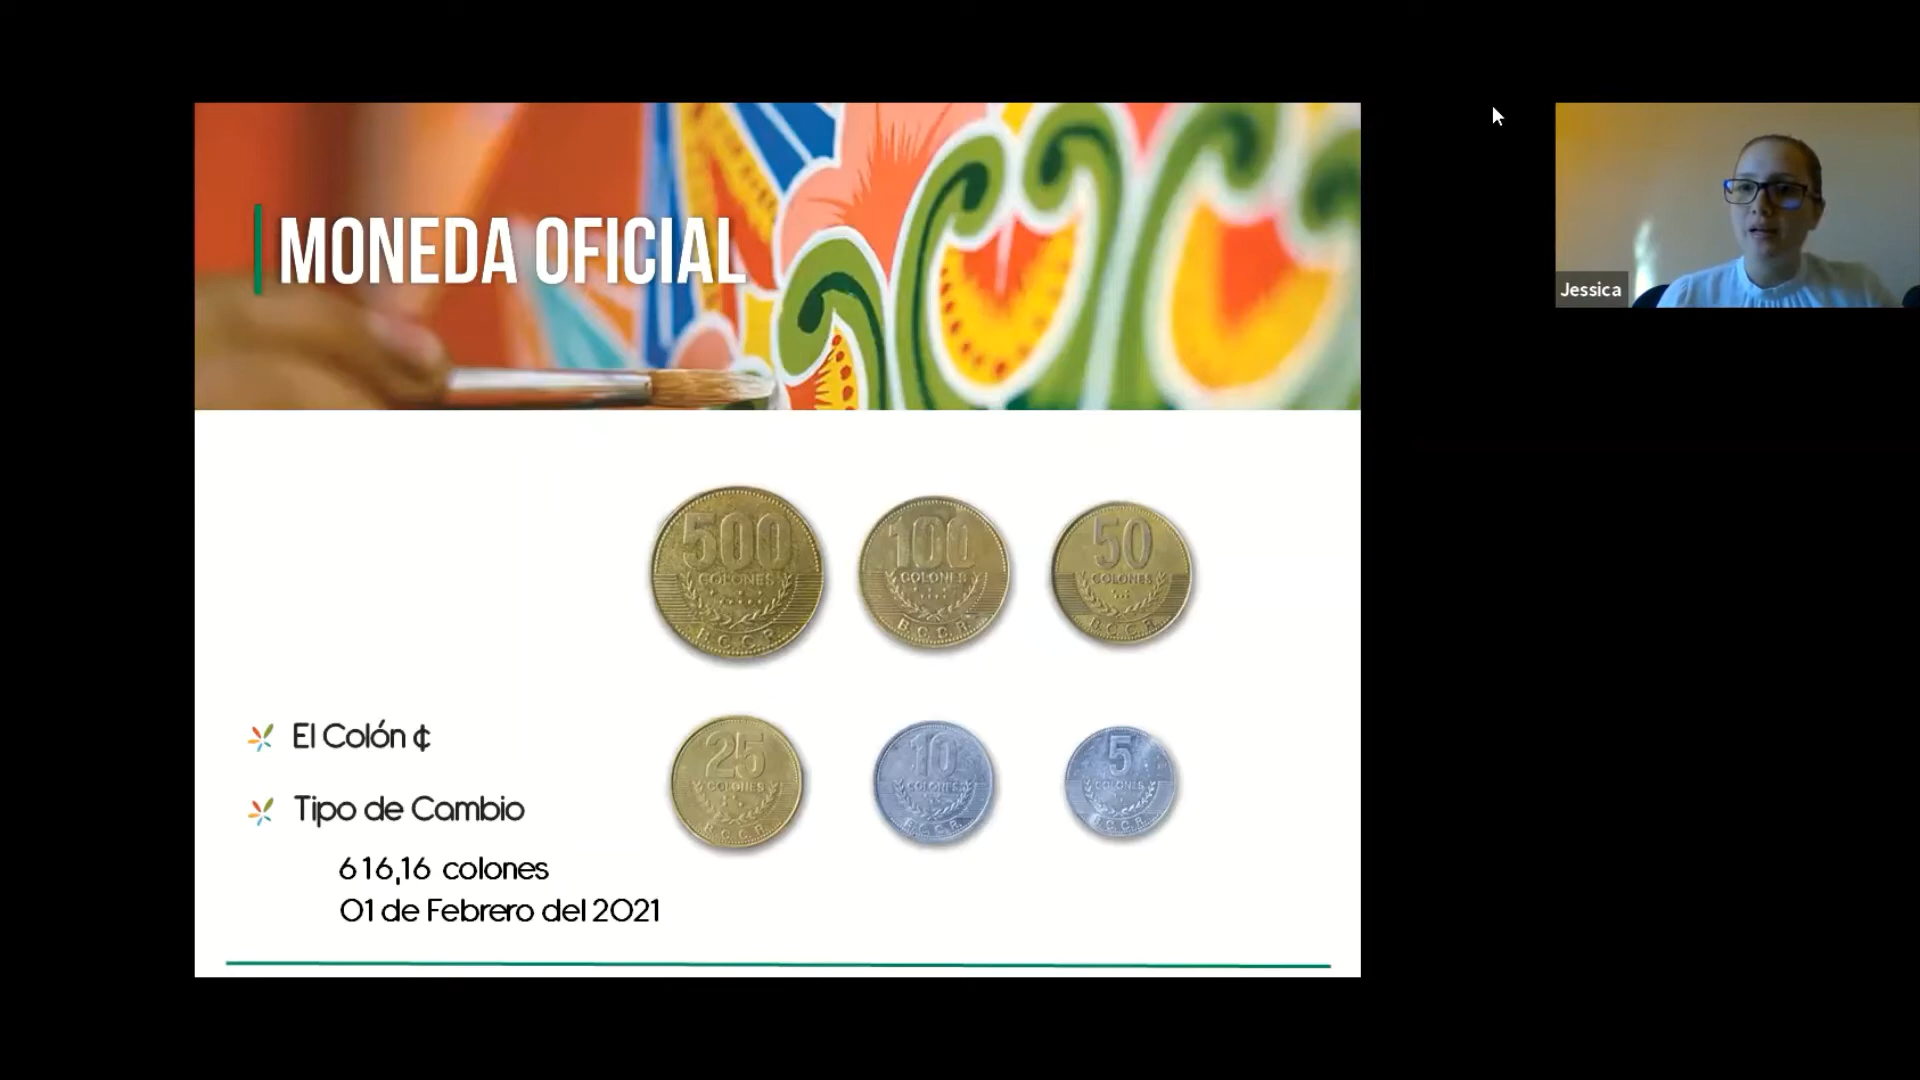 MONEDA OFICIAL
Jessica
500
COLONES
B.C.C.R.
100
COLONES
B.C.C.R.
50
COLONES
B.C.C.R.
El Colón ¢
25
COLONES
B.C.C.R.
10
COLONES
B.C.C.R.
5
COLONES
B.C.C.R.
Tipo de Cambio
616,16 colones
01 de Febrero del 2021